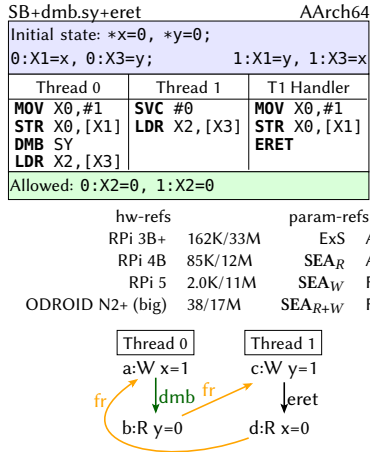 SB+dmb.sy+eret AArch64
Initial state: *x=0, *y=0;
0:X1=x, 0:X3=y; 1:X1=y, 1:X3=x
Thread 0 Thread 1 T1 Handler
MOV X0,#1 SVC #0 MOV X0,#1
STR X0,[X1] LDR X2,[X3] STR X0,[X1]
DMB SY ERET
LDR X2,[X3]
Allowed: 0:X2=0, 1:X2=0
hw-refs param-refs
RPi 3B+ 162K/33M ExS
RPi 4B 85K/12M SEA_R
RPi 5 2.0K/11M SEA_W
ODROID N2+ (big) 38/17M SEA_R+W
Thread 0 Thread 1
a:W x=1 c:W y=1
fr dmb fr eret
b:R y=0 d:R x=0